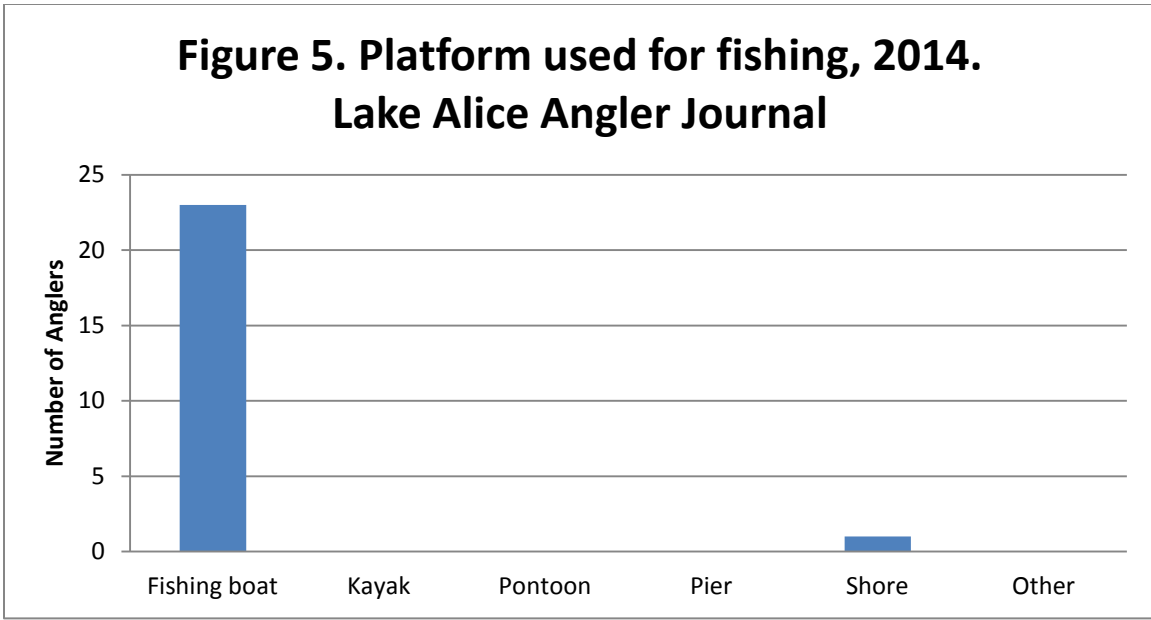 Figure 5. Platform used for fishing, 2014.
Lake Alice Angler Journal
Number of Anglers
25
20
15
10
5
0
Fishing boat Kayak Pontoon Pier Shore Other